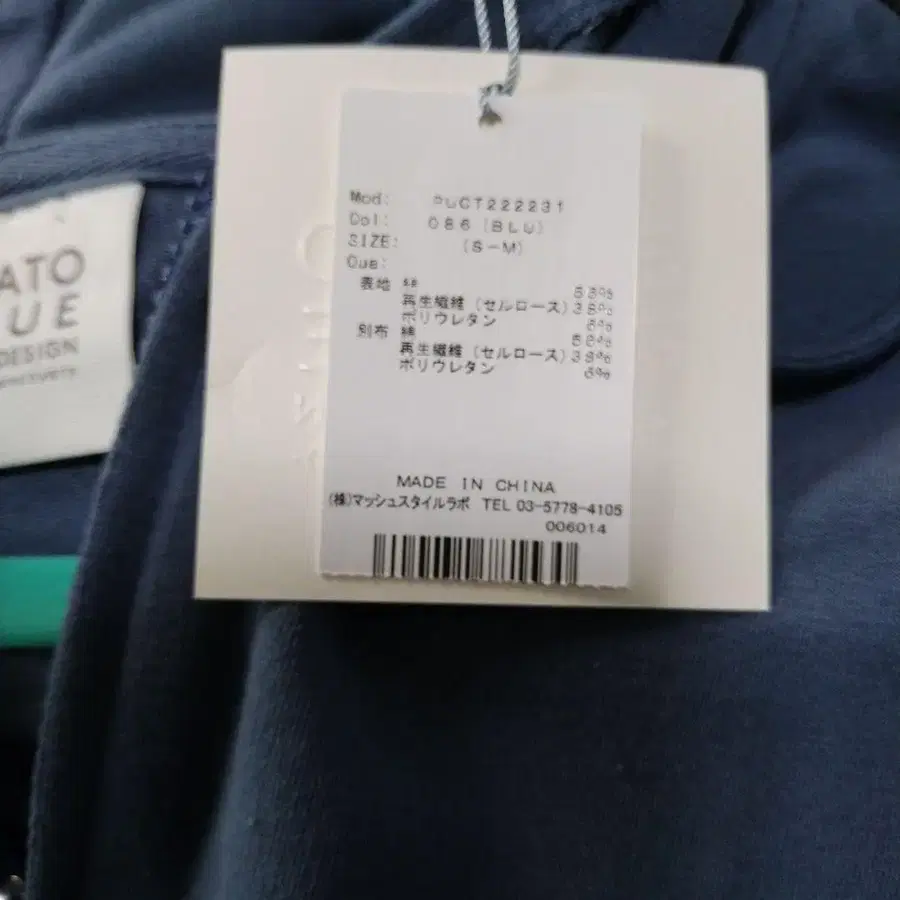 ATO
UE
DESIGN
Mod: PUCT222231
Col: 086 (BLU)
SIZE: (S-M)
Qua:
表地 綿
再生繊維 (セルロース)
ポリウレタン
別布 綿
再生繊維 (セルロース)
ポリウレタン
MADE IN CHINA
(株)マッシュスタイルラボ TEL 03-5778-4105
006014